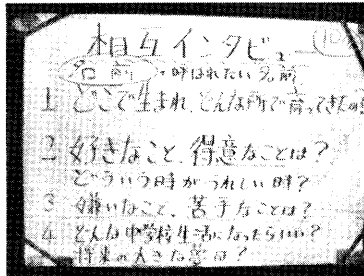 相互インタビュー
名前・呼ばれたい名前
1 どこで生まれ、どんな所で育ってきたの
2 好きなこと、得意なことは?
どういう時がうれしい時?
3 嫌いなこと、苦手なことは?
4 どんな中学校生活になったらいい?
将来の大きな夢は?